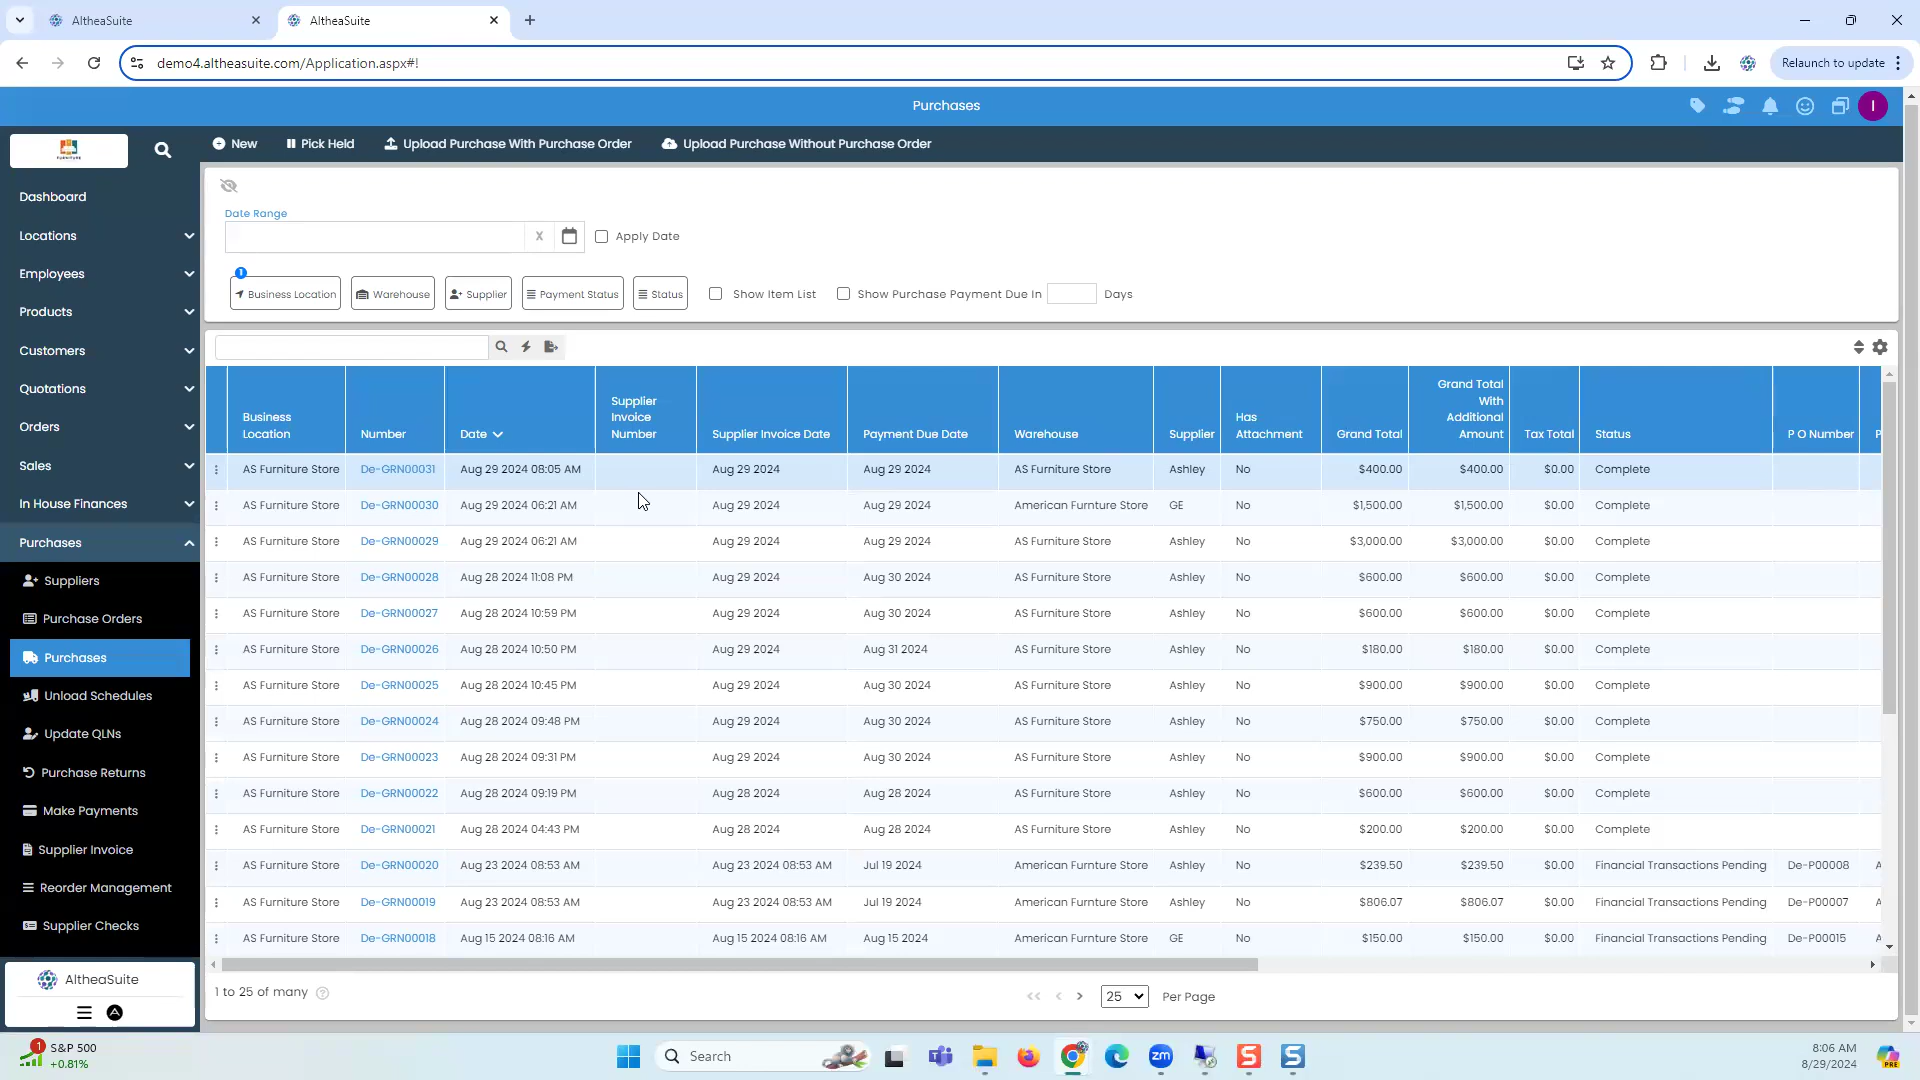 AltheaSuite
AltheaSuite
demo4.altheasuite.com/Application.aspx#!
Relaunch to update
Purchases
I
FURNITURE
New
Pick Held
Upload Purchase With Purchase Order
Upload Purchase Without Purchase Order
Dashboard
Locations
Employees
Products
Customers
Quotations
Orders
Sales
In House Finances
Purchases
Suppliers
Purchase Orders
Purchases
Unload Schedules
Update QLNs
Purchase Returns
Make Payments
Supplier Invoice
Reorder Management
Supplier Checks
AltheaSuite
Date Range
X
Apply Date
1
Business Location
Warehouse
Supplier
Payment Status
Status
Show Item List
Show Purchase Payment Due In
Days
Business Location Number Date Supplier Invoice Number Supplier Invoice Date Payment Due Date Warehouse Supplier Has Attachment Grand Total Grand Total With Additional Amount Tax Total Status P O Number P
AS Furniture Store De-GRN00031 Aug 29 2024 08:05 AM Aug 29 2024 Aug 29 2024 AS Furniture Store Ashley No $400.00 $400.00 $0.00 Complete
AS Furniture Store De-GRN00030 Aug 29 2024 06:21 AM Aug 29 2024 Aug 29 2024 American Furnture Store GE No $1,500.00 $1,500.00 $0.00 Complete
AS Furniture Store De-GRN00029 Aug 29 2024 06:21 AM Aug 29 2024 Aug 29 2024 AS Furniture Store Ashley No $3,000.00 $3,000.00 $0.00 Complete
AS Furniture Store De-GRN00028 Aug 28 2024 11:08 PM Aug 29 2024 Aug 30 2024 AS Furniture Store Ashley No $600.00 $600.00 $0.00 Complete
AS Furniture Store De-GRN00027 Aug 28 2024 10:59 PM Aug 29 2024 Aug 30 2024 AS Furniture Store Ashley No $600.00 $600.00 $0.00 Complete
AS Furniture Store De-GRN00026 Aug 28 2024 10:50 PM Aug 29 2024 Aug 31 2024 AS Furniture Store Ashley No $180.00 $180.00 $0.00 Complete
AS Furniture Store De-GRN00025 Aug 28 2024 10:45 PM Aug 29 2024 Aug 30 2024 AS Furniture Store Ashley No $900.00 $900.00 $0.00 Complete
AS Furniture Store De-GRN00024 Aug 28 2024 09:48 PM Aug 29 2024 Aug 30 2024 AS Furniture Store Ashley No $750.00 $750.00 $0.00 Complete
AS Furniture Store De-GRN00023 Aug 28 2024 09:31 PM Aug 29 2024 Aug 30 2024 AS Furniture Store Ashley No $900.00 $900.00 $0.00 Complete
AS Furniture Store De-GRN00022 Aug 28 2024 09:19 PM Aug 28 2024 Aug 28 2024 AS Furniture Store Ashley No $600.00 $600.00 $0.00 Complete
AS Furniture Store De-GRN00021 Aug 28 2024 04:43 PM Aug 28 2024 Aug 28 2024 AS Furniture Store Ashley No $200.00 $200.00 $0.00 Complete
AS Furniture Store De-GRN00020 Aug 23 2024 08:53 AM Aug 23 2024 08:53 AM Jul 19 2024 American Furnture Store Ashley No $239.50 $239.50 $0.00 Financial Transactions Pending De-P00008 A
AS Furniture Store De-GRN00019 Aug 23 2024 08:53 AM Aug 23 2024 08:53 AM Jul 19 2024 American Furnture Store Ashley No $806.07 $806.07 $0.00 Financial Transactions Pending De-P00007 A
AS Furniture Store De-GRN00018 Aug 15 2024 08:16 AM Aug 15 2024 08:16 AM Aug 15 2024 American Furnture Store GE No $150.00 $150.00 $0.00 Financial Transactions Pending De-P00015 A
1 to 25 of many
25
Per Page
1
S&P 500
+0.81%
Search
zm
S
S
8:06 AM
8/29/2024
PRE